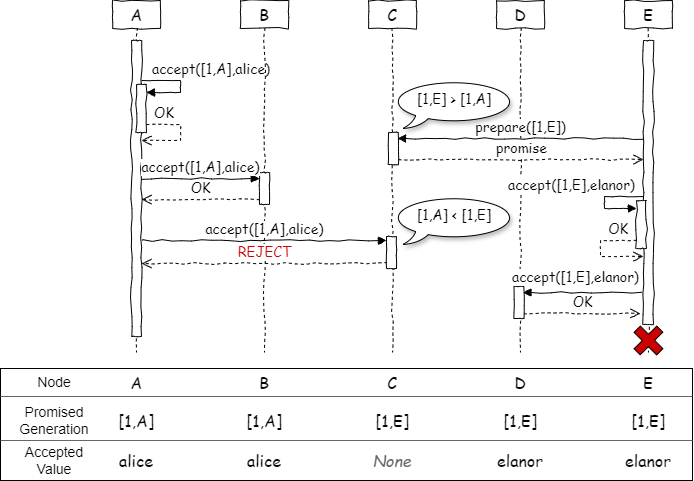 A B C D E
accept([1,A],alice)
[1,E] > [1,A]
OK
prepare([1,E])
promise
accept([1,A],alice)
OK
accept([1,E],elanor)
[1,A] < [1,E]
accept([1,A],alice)
OK
REJECT
accept([1,E],elanor)
OK
Node A B C D E
Promised
Generation [1,A] [1,A] [1,E] [1,E] [1,E]
Accepted
Value alice alice None elanor elanor